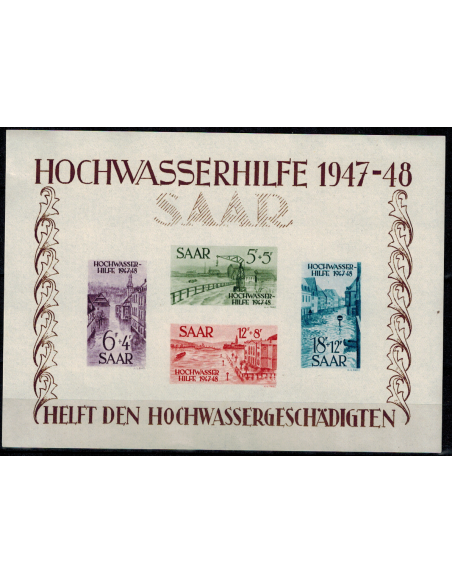 HOCHWASSERHILFE 1947-48
SAAR
HOCHWASSER-
HILFE 1947-48
6+4
SAAR
SAAR 5+5
HOCHWASSER-
HILFE 1947-48
SAAR 12+8
HOCHWASSER-
HILFE 1947-48
HOCHWASSER-
HILFE 1947-48
18+12
SAAR
HELFT DEN HOCHWASSERGESCHÄDIGTEN